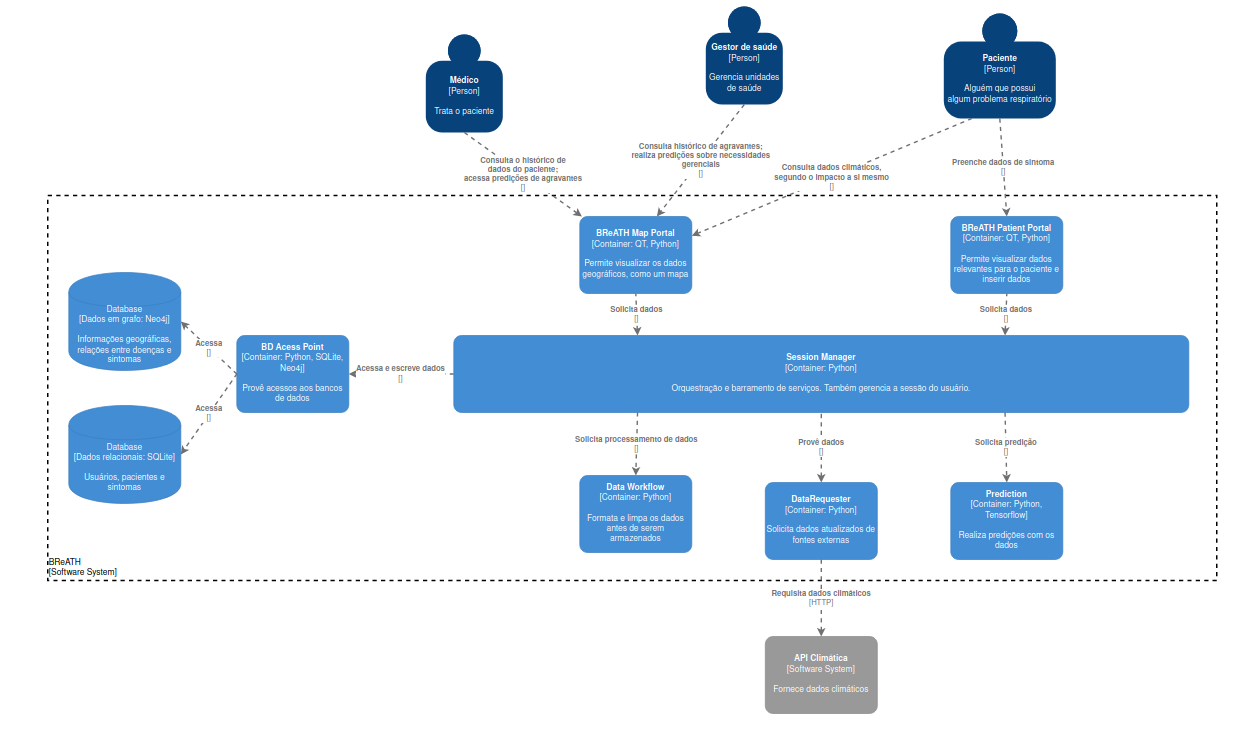 Médico
[Person]
Trata o paciente
Gestor de saúde
[Person]
Gerencia unidades
de saúde
Paciente
[Person]
Alguém que possui
algum problema respiratório
Consulta o histórico de
dados do paciente;
acessa predições de agravantes
[]
Consulta histórico de agravantes;
realiza predições sobre necessidades
gerenciais
[]
Consulta dados climáticos,
segundo o impacto a si mesmo
[]
Preenche dados de sintoma
[]
BReATH Map Portal
[Container: QT, Python]
Permite visualizar os dados
geográficos, como um mapa
BReATH Patient Portal
[Container: QT, Python]
Permite visualizar dados
relevantes para o paciente e
inserir dados
Solicita dados
[]
Solicita dados
[]
Database
[Dados em grafo: Neo4j]
Informações geográficas,
relações entre doenças e
sintomas
Acessa
[]
BD Acess Point
[Container: Python, SQLite,
Neo4j]
Provê acessos aos bancos
de dados
Acessa e escreve dados
[]
Session Manager
[Container: Python]
Orquestração e barramento de serviços. Também gerencia a sessão do usuário.
Acessa
[]
Database
[Dados relacionais: SQLite]
Usuários, pacientes e
sintomas
Solicita processamento de dados
[]
Provê dados
[]
Solicita predição
[]
Data Workflow
[Container: Python]
Formata e limpa os dados
antes de serem
armazenados
DataRequester
[Container: Python]
Solicita dados atualizados de
fontes externas
Prediction
[Container: Python,
Tensorflow]
Realiza predições com os
dados
BReATH
[Software System]
Requisita dados climáticos
[HTTP]
API Climática
[Software System]
Fornece dados climáticos